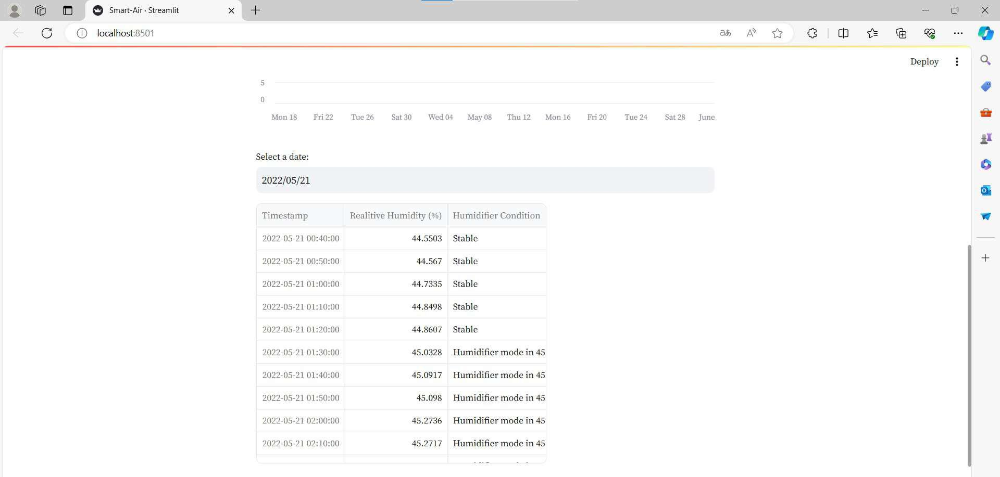 Smart-Air · Streamlit
localhost:8501
Deploy
5
0
Mon 18 Fri 22 Tue 26 Sat 30 Wed 04 May 08 Thu 12 Mon 16 Fri 20 Tue 24 Sat 28 June
Select a date:
2022/05/21
Timestamp Realitive Humidity (%) Humidifier Condition
2022-05-21 00:40:00 44.5503 Stable
2022-05-21 00:50:00 44.567 Stable
2022-05-21 01:00:00 44.7335 Stable
2022-05-21 01:10:00 44.8498 Stable
2022-05-21 01:20:00 44.8607 Stable
2022-05-21 01:30:00 45.0328 Humidifier mode in 45
2022-05-21 01:40:00 45.0917 Humidifier mode in 45
2022-05-21 01:50:00 45.098 Humidifier mode in 45
2022-05-21 02:00:00 45.2736 Humidifier mode in 45
2022-05-21 02:10:00 45.2717 Humidifier mode in 45